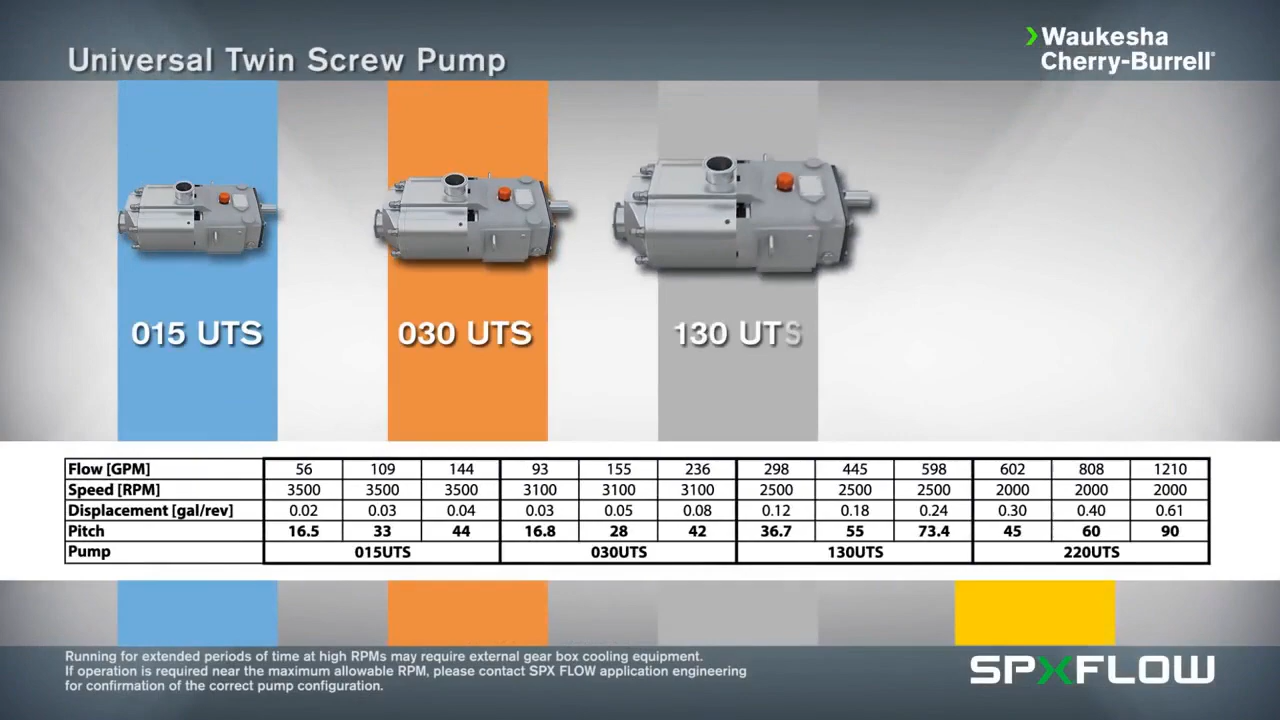 Universal Twin Screw Pump
Waukesha
Cherry-Burrell®
015 UTS
030 UTS
130 UTS
Flow [GPM] 56 109 144 93 155 236 298 445 598 602 808 1210
Speed [RPM] 3500 3500 3500 3100 3100 3100 2500 2500 2500 2000 2000 2000
Displacement [gal/rev] 0.02 0.03 0.04 0.03 0.05 0.08 0.12 0.18 0.24 0.30 0.40 0.61
Pitch 16.5 33 44 16.8 28 42 36.7 55 73.4 45 60 90
Pump 015UTS 030UTS 130UTS 220UTS
Running for extended periods of time at high RPMs may require external gear box cooling equipment.
If operation is required near the maximum allowable RPM, please contact SPX FLOW application engineering
for confirmation of the correct pump configuration.
SPXFLOW